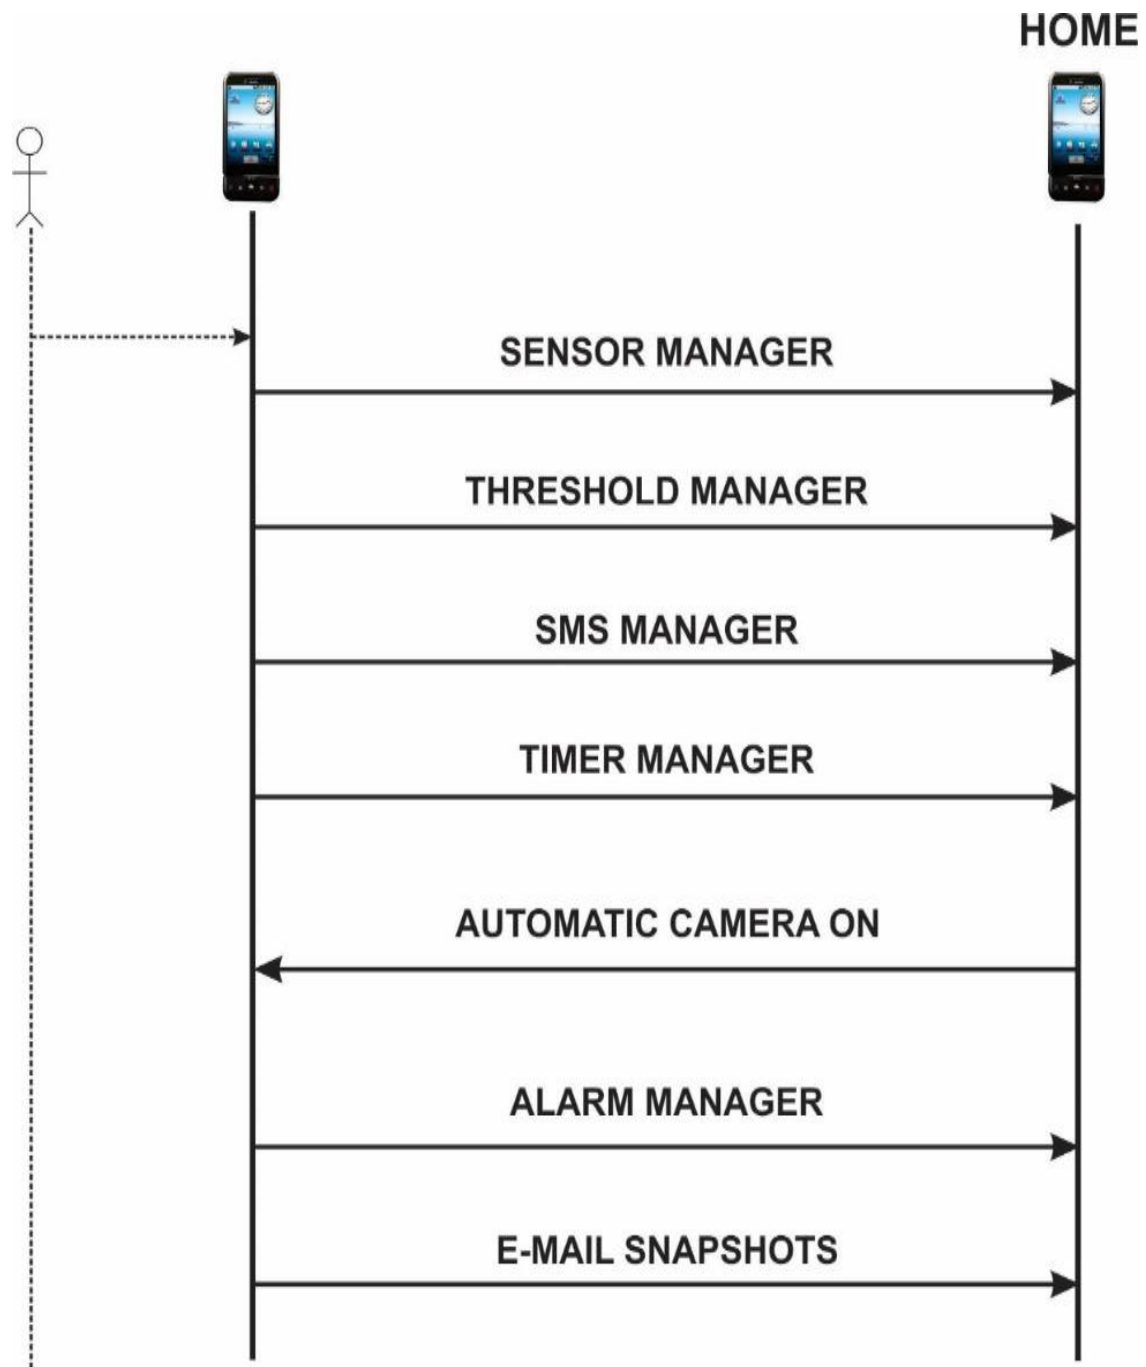 HOME
SENSOR MANAGER
THRESHOLD MANAGER
SMS MANAGER
TIMER MANAGER
AUTOMATIC CAMERA ON
ALARM MANAGER
E-MAIL SNAPSHOTS